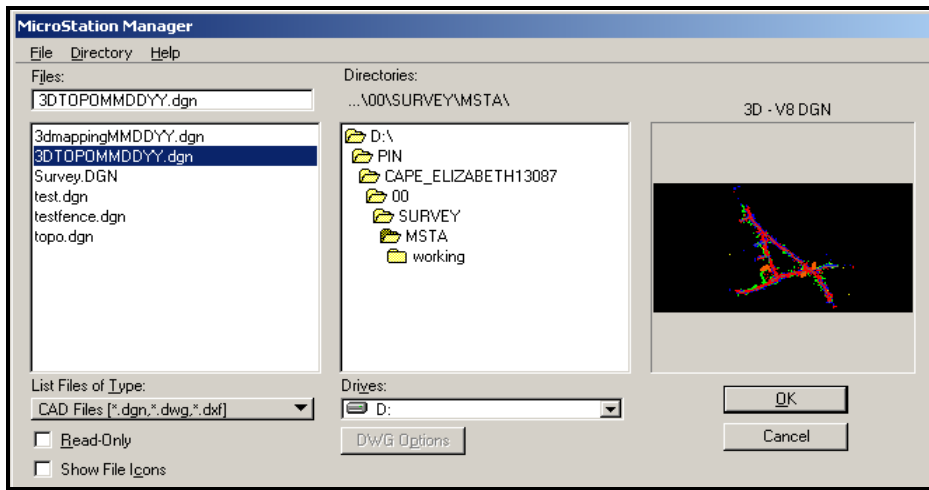 MicroStation Manager
File Directory Help
Files:
3DTOPOMMDDYY.dgn
3dmappingMMDDYY.dgn
3DTOPOMMDDYY.dgn
Survey.DGN
test.dgn
testfence.dgn
topo.dgn
List Files of Type:
CAD Files [*.dgn,*.dwg,*.dxf]
Read-Only
Show File Icons
Directories:
...\00\SURVEY\MSTA\
D:\
PIN
CAPE_ELIZABETH13087
00
SURVEY
MSTA
working
Drives:
D:
DWG Options
3D - V8 DGN
OK
Cancel